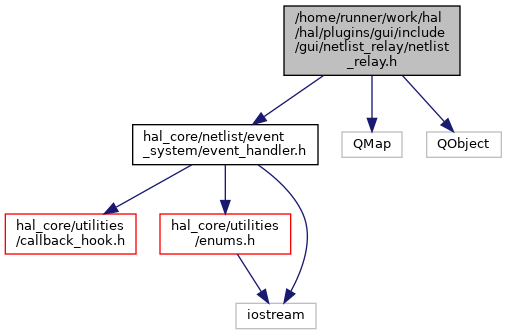 /home/runner/work/hal
/hal/plugins/gui/include
/gui/netlist_relay/netlist
_relay.h
hal_core/netlist/event
_system/event_handler.h
QMap
QObject
hal_core/utilities
/callback_hook.h
hal_core/utilities
/enums.h
iostream